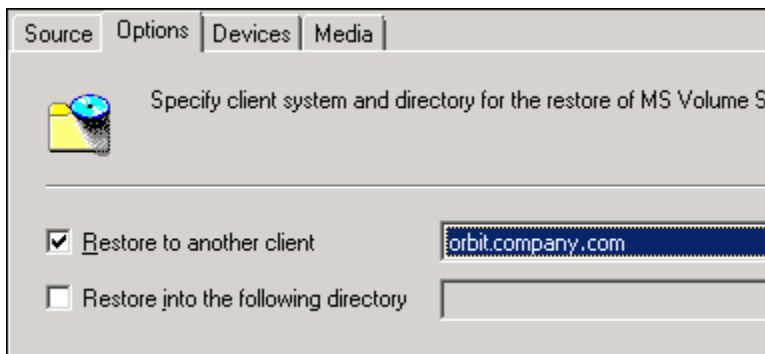 Source Options Devices Media
Specify client system and directory for the restore of MS Volume S
Restore to another client orbit.company.com
Restore into the following directory